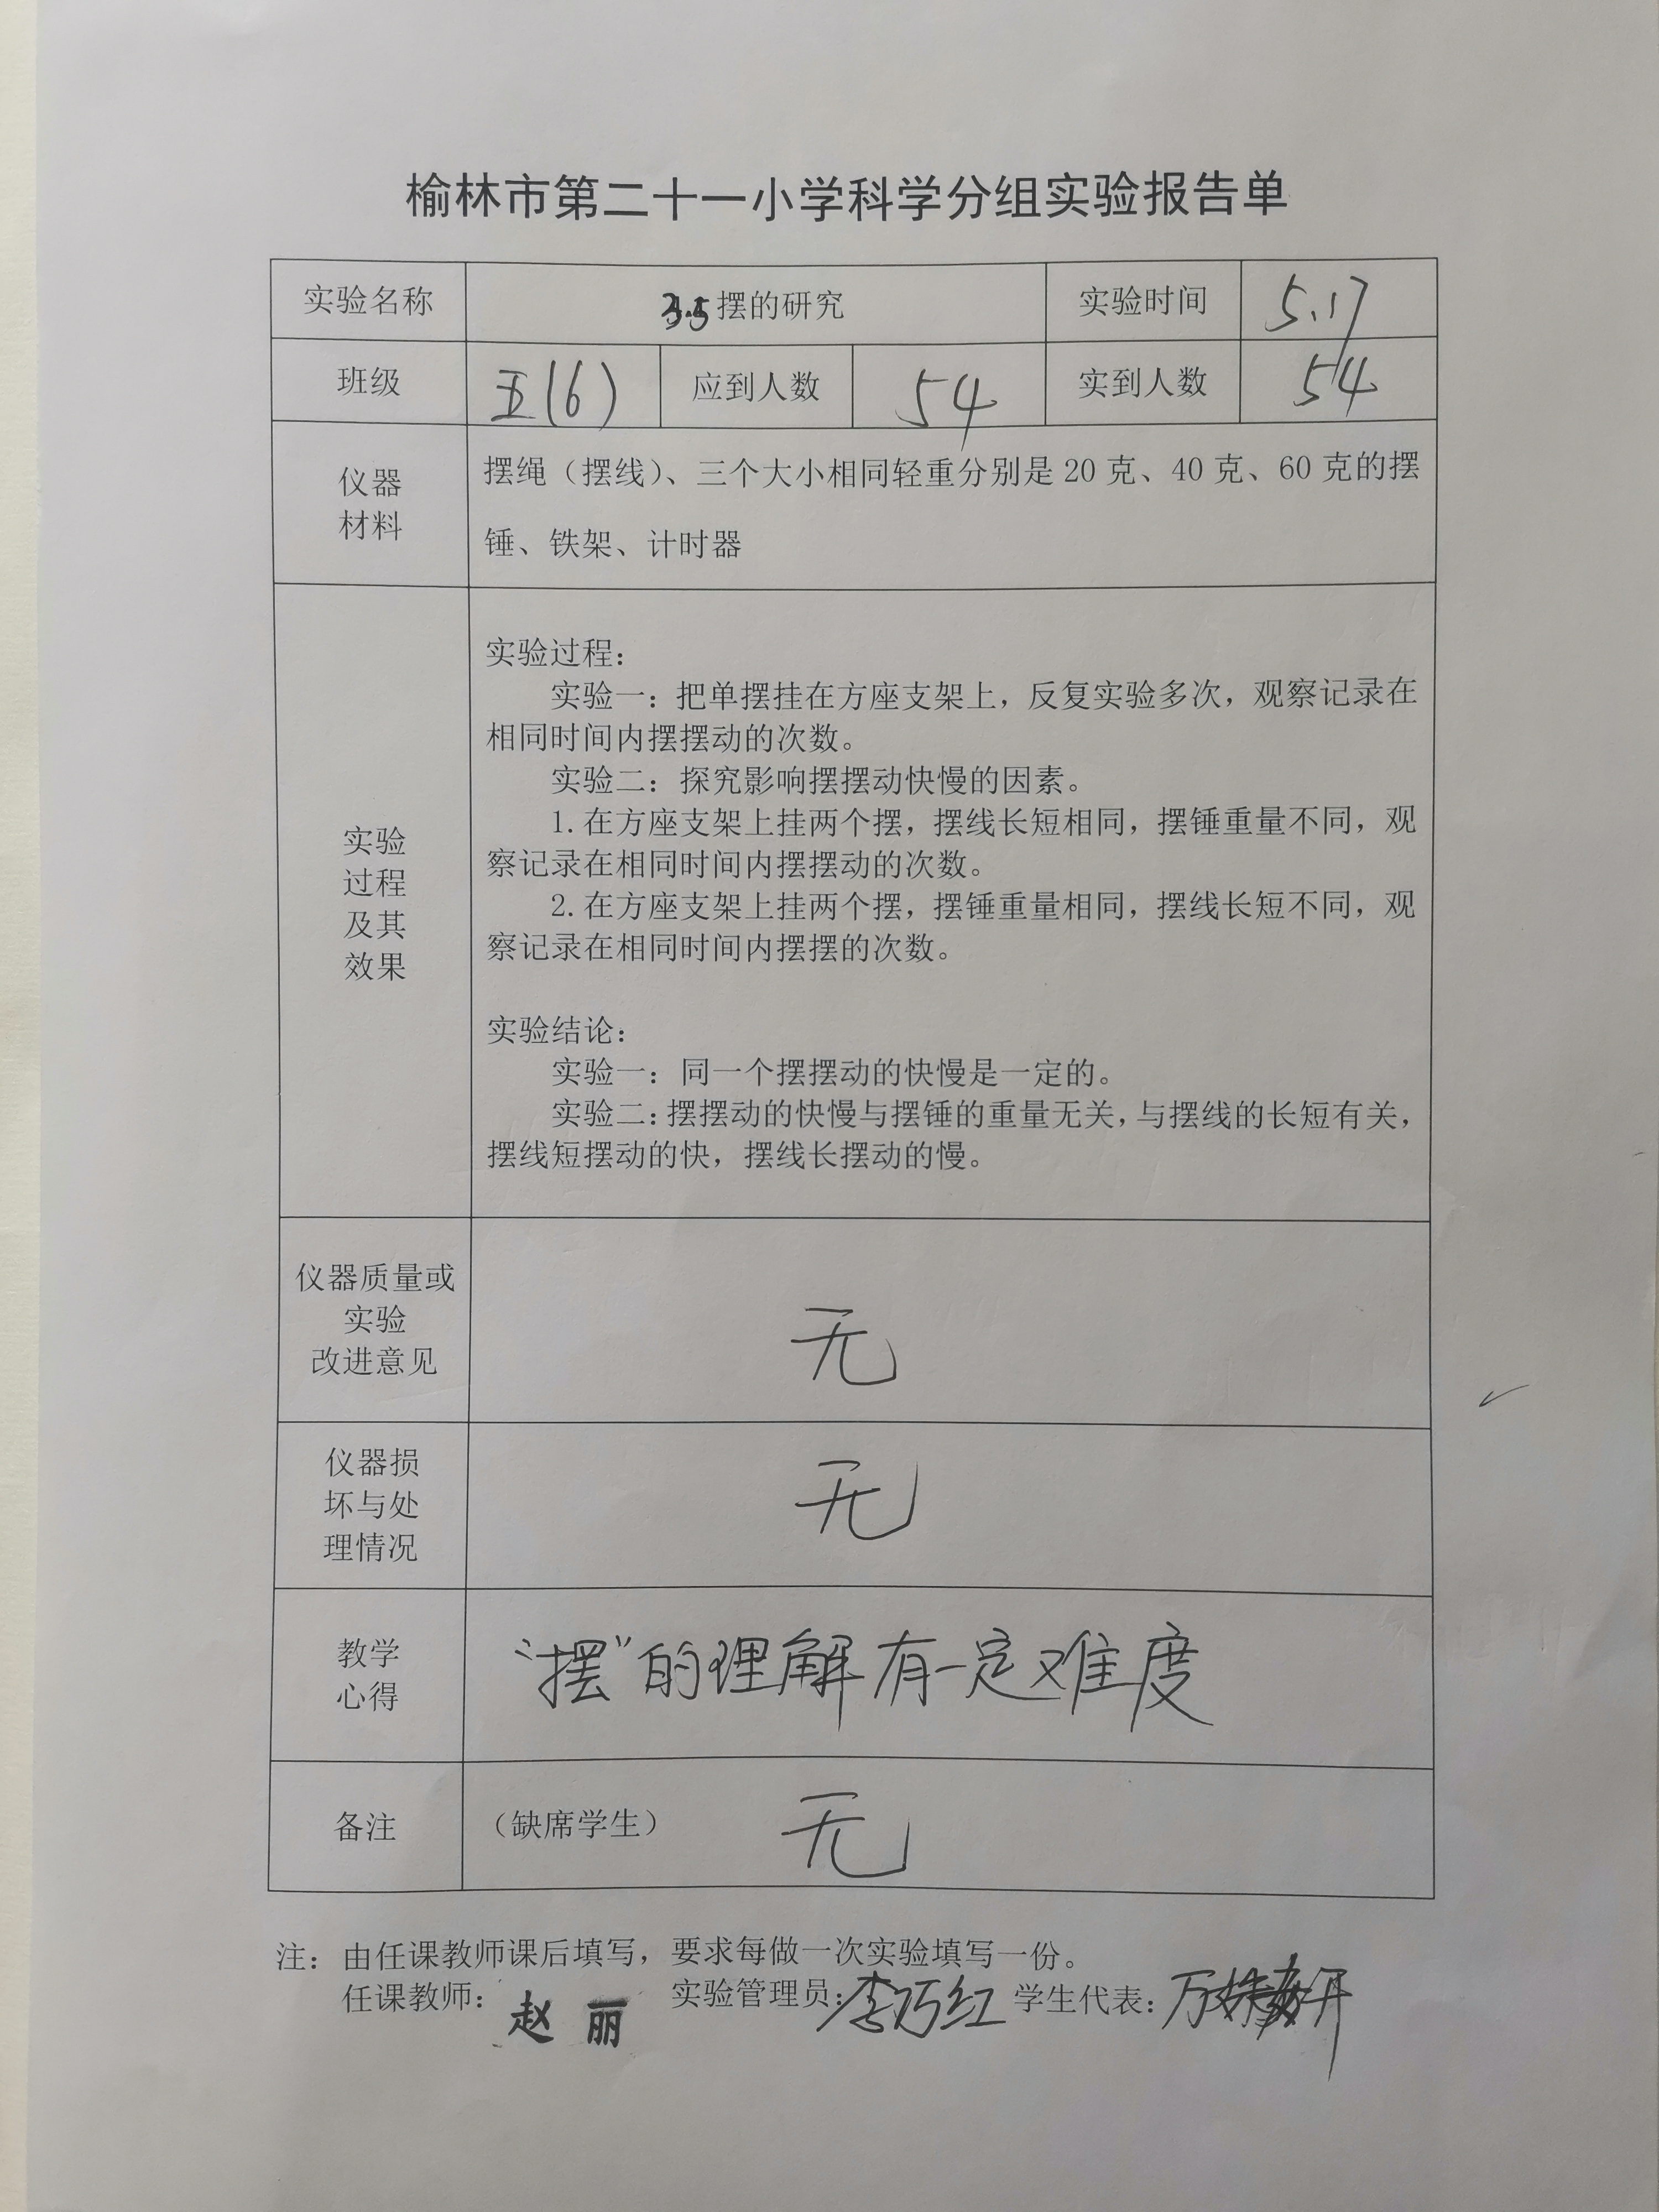 榆林市第二十一小学科学分组实验报告单
实验名称 3.5 摆的研究 实验时间 5.17
班级 五(6) 应到人数 54 实到人数 54
仪器
材料
摆绳（摆线）、三个大小相同轻重分别是 20 克、40 克、60 克的摆
锤、铁架、计时器
实验
过程
及其
效果
实验过程：
实验一：把单摆挂在方座支架上，反复实验多次，观察记录在
相同时间内摆摆动的次数。
实验二：探究影响摆摆动快慢的因素。
1.在方座支架上挂两个摆，摆线长短相同，摆锤重量不同，观
察记录在相同时间内摆摆动的次数。
2.在方座支架上挂两个摆，摆锤重量相同，摆线长短不同，观
察记录在相同时间内摆摆的次数。
实验结论：
实验一：同一个摆摆动的快慢是一定的。
实验二：摆摆动的快慢与摆锤的重量无关，与摆线的长短有关，
摆线短摆动的快，摆线长摆动的慢。
仪器质量或
实验
改进意见
无
仪器损
坏与处
理情况
无
教学
心得
“摆”的理解有一定难度
备注 （缺席学生） 无
注：由任课教师课后填写，要求每做一次实验填写一份。
任课教师：赵丽 实验管理员：李巧红 学生代表：万